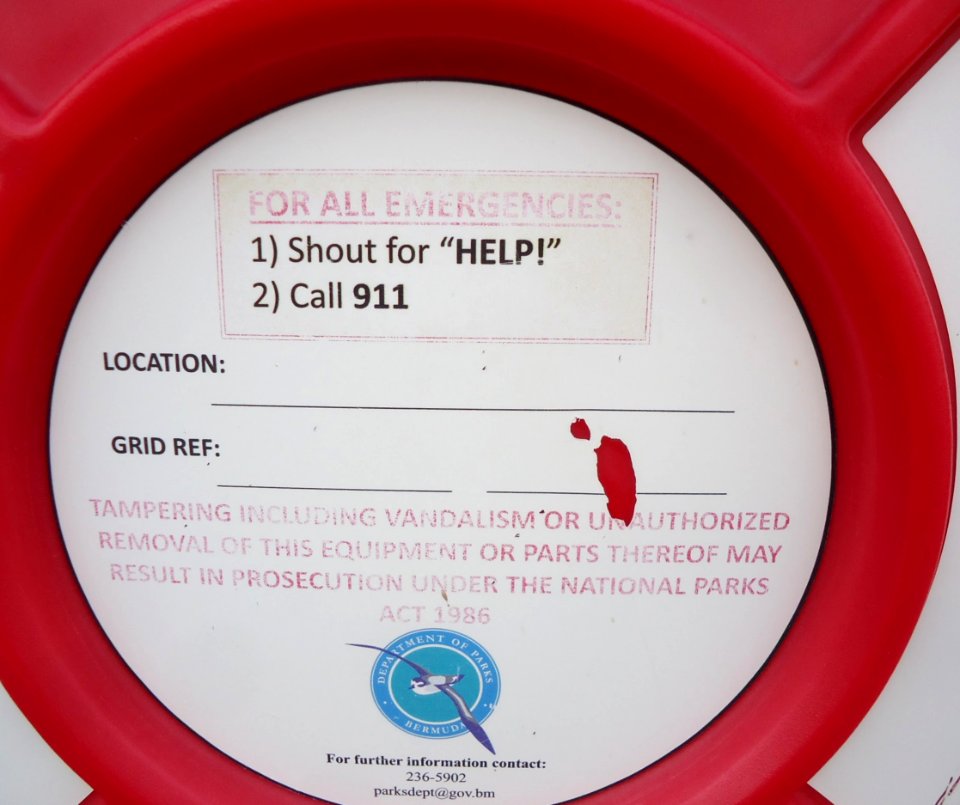 FOR ALL EMERGENCIES:
1) Shout for “HELP!”
2) Call 911
LOCATION:
GRID REF:
TAMPERING INCLUDING VANDALISM OR UNAUTHORIZED
REMOVAL OF THIS EQUIPMENT OR PARTS THEREOF MAY
RESULT IN PROSECUTION UNDER THE NATIONAL PARKS
ACT 1986
DEPARTMENT OF PARKS
BERMUDA
For further information contact:
236-5902
parksdept@gov.bm